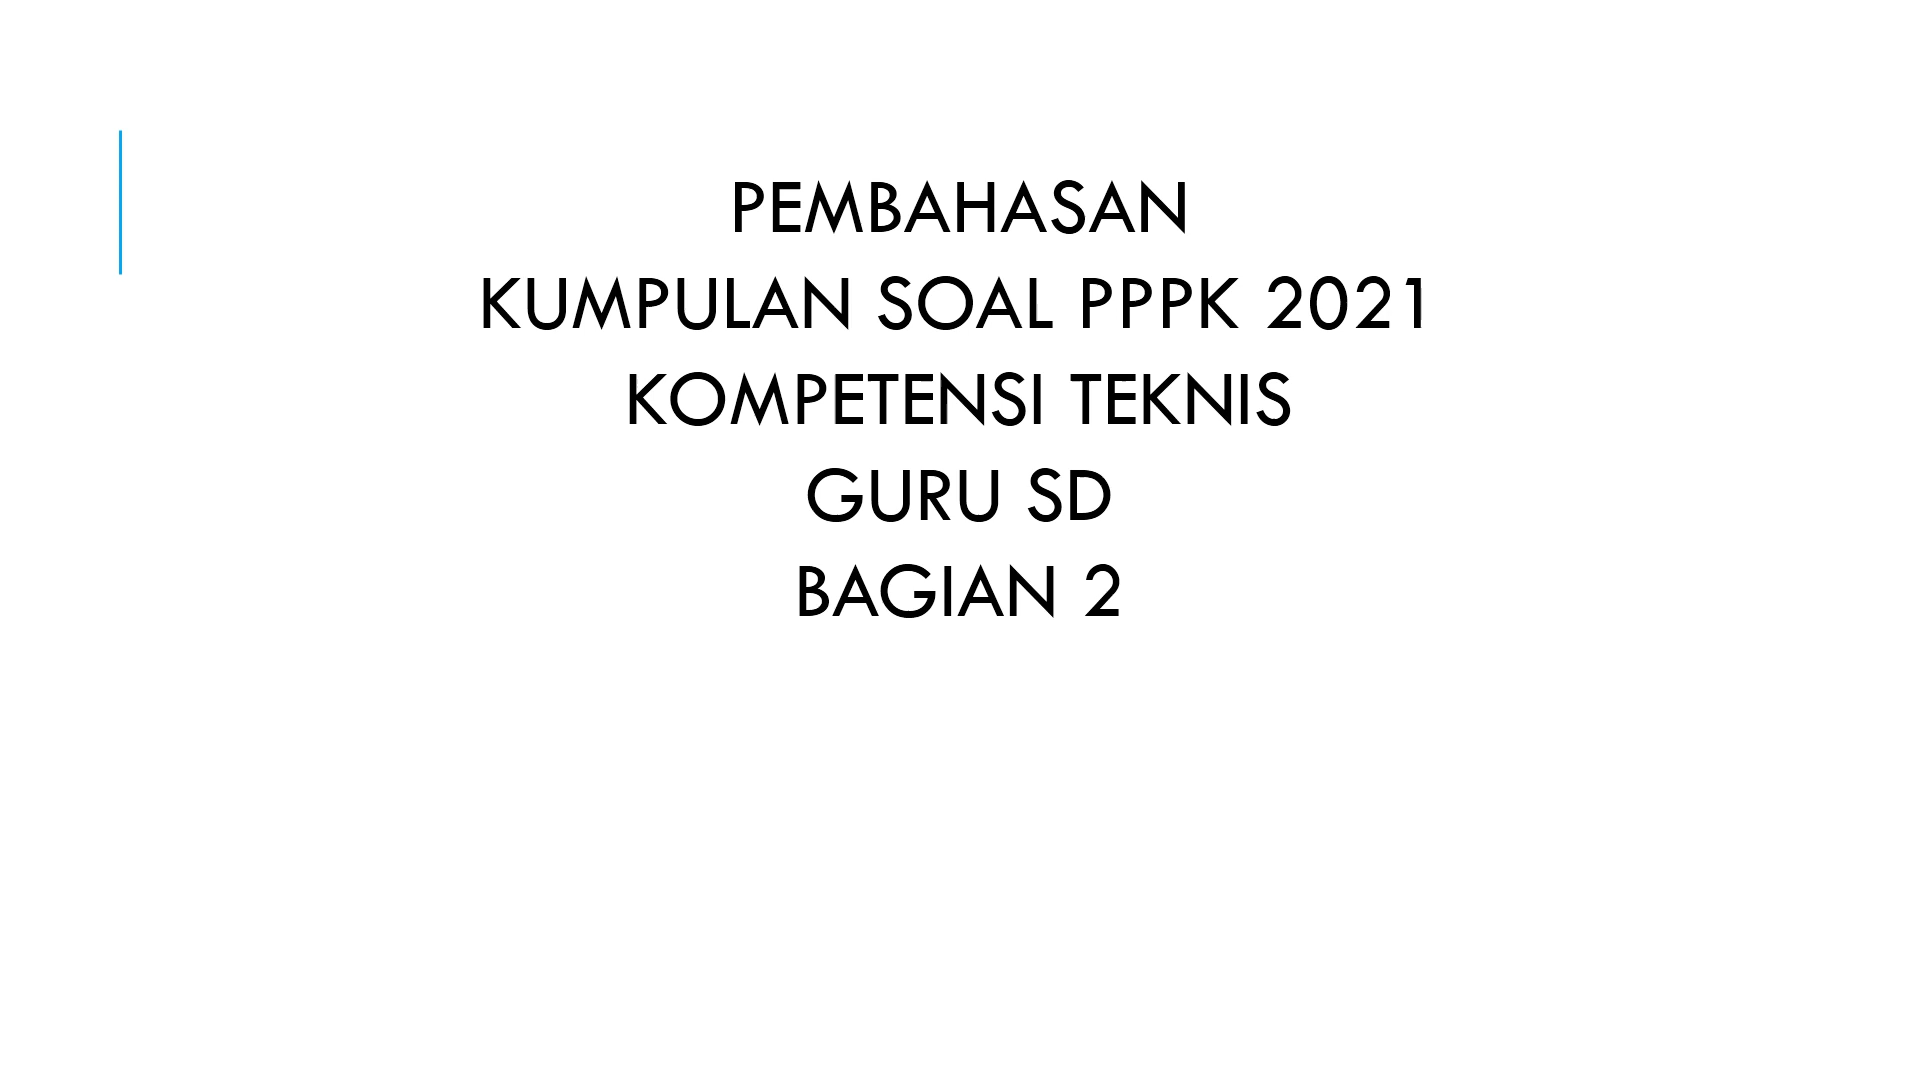 PEMBAHASAN
KUMPULAN SOAL PPPK 2021
KOMPETENSI TEKNIS
GURU SD
BAGIAN 2